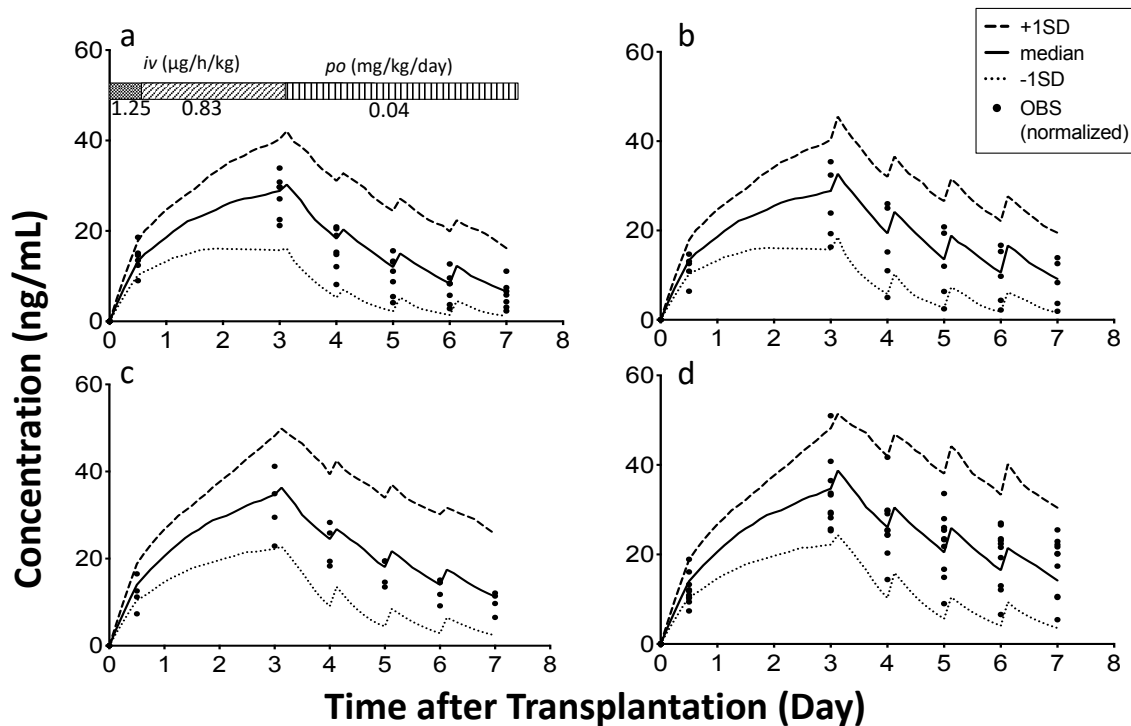 a
60
iv (µg/h/kg)
po (mg/kg/day)
1.25
0.83
0.04
40
20
0
0 1 2 3 4 5 6 7 8
b
60
40
20
0
0 1 2 3 4 5 6 7 8
+1SD
median
-1SD
OBS
(normalized)
c
60
40
20
0
0 1 2 3 4 5 6 7 8
d
60
40
20
0
0 1 2 3 4 5 6 7 8
Concentration (ng/mL)
Time after Transplantation (Day)